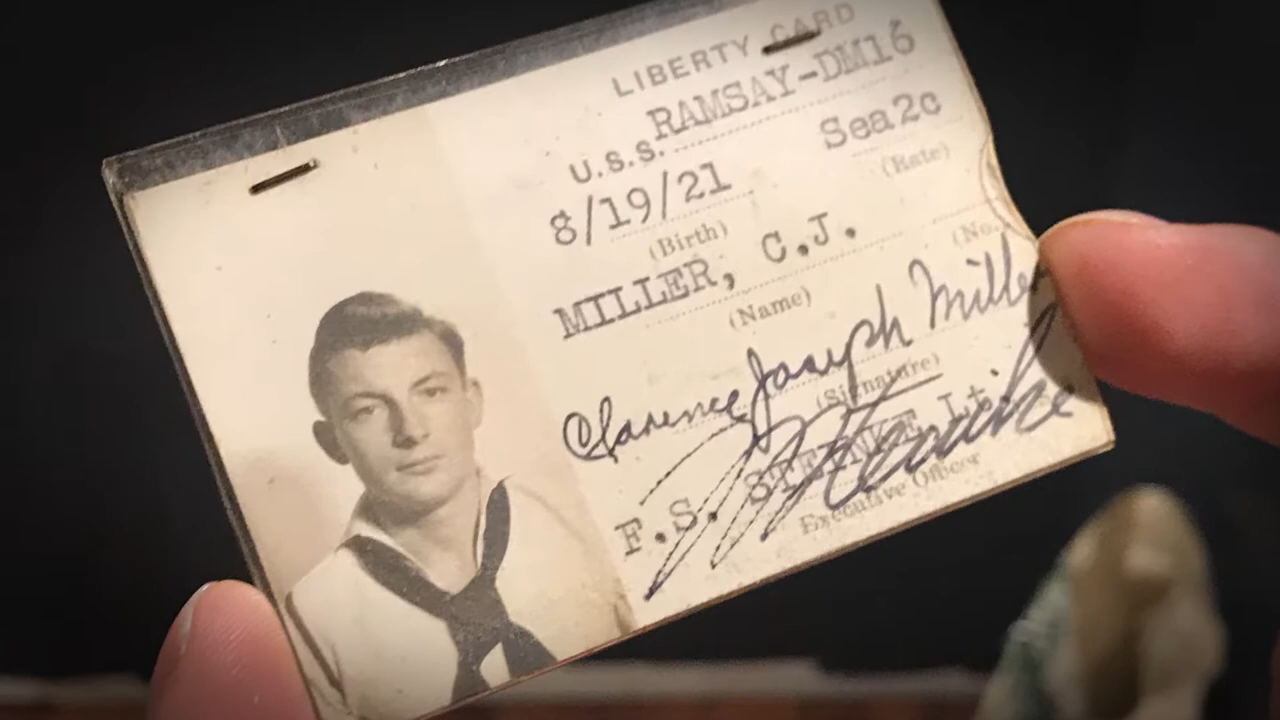 LIBERTY CARD
U.S.S. RAMSAY-DM16
8/19/21 Sea2c
(Birth) (Rate)
MILLER, C.J.
(Name) (No.
Clarence Joseph Miller
(Signature)
F.S. STEINKE Lt.
Executive Officer